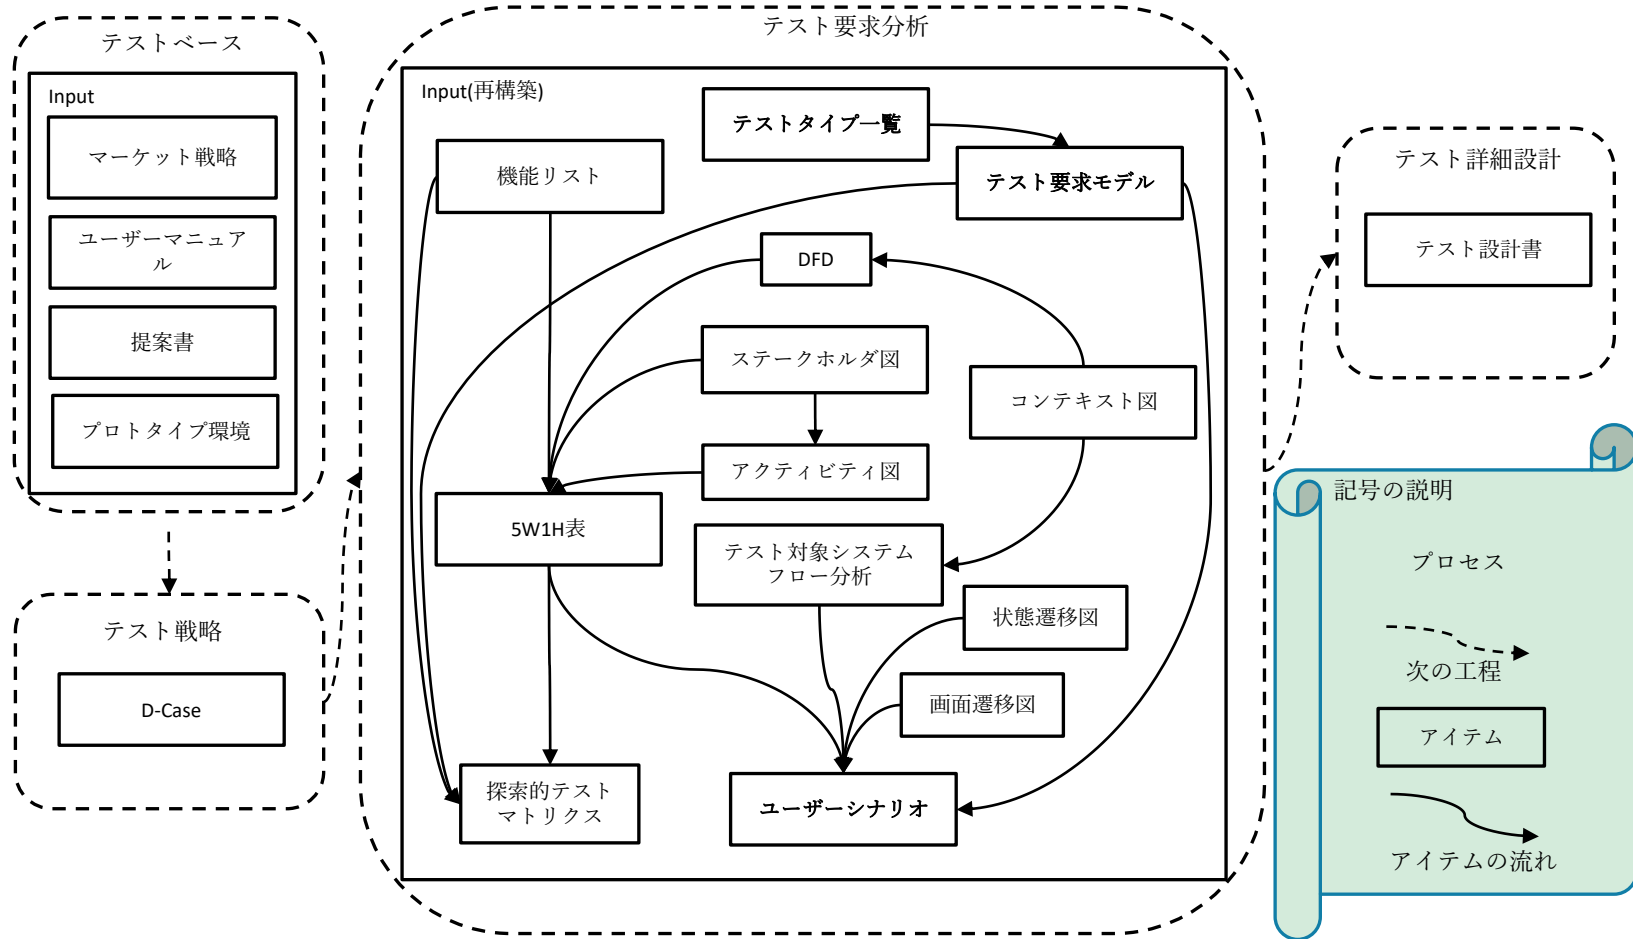 テストベース
Input
マーケット戦略
ユーザーマニュア
ル
提案書
プロトタイプ環境
テスト戦略
D-Case
テスト要求分析
Input(再構築)
テストタイプ一覧
機能リスト
テスト要求モデル
DFD
ステークホルダ図
コンテキスト図
アクティビティ図
5W1H表
テスト対象システム
フロー分析
状態遷移図
画面遷移図
探索的テスト
マトリクス
ユーザーシナリオ
テスト詳細設計
テスト設計書
記号の説明
プロセス
次の工程
アイテム
アイテムの流れ